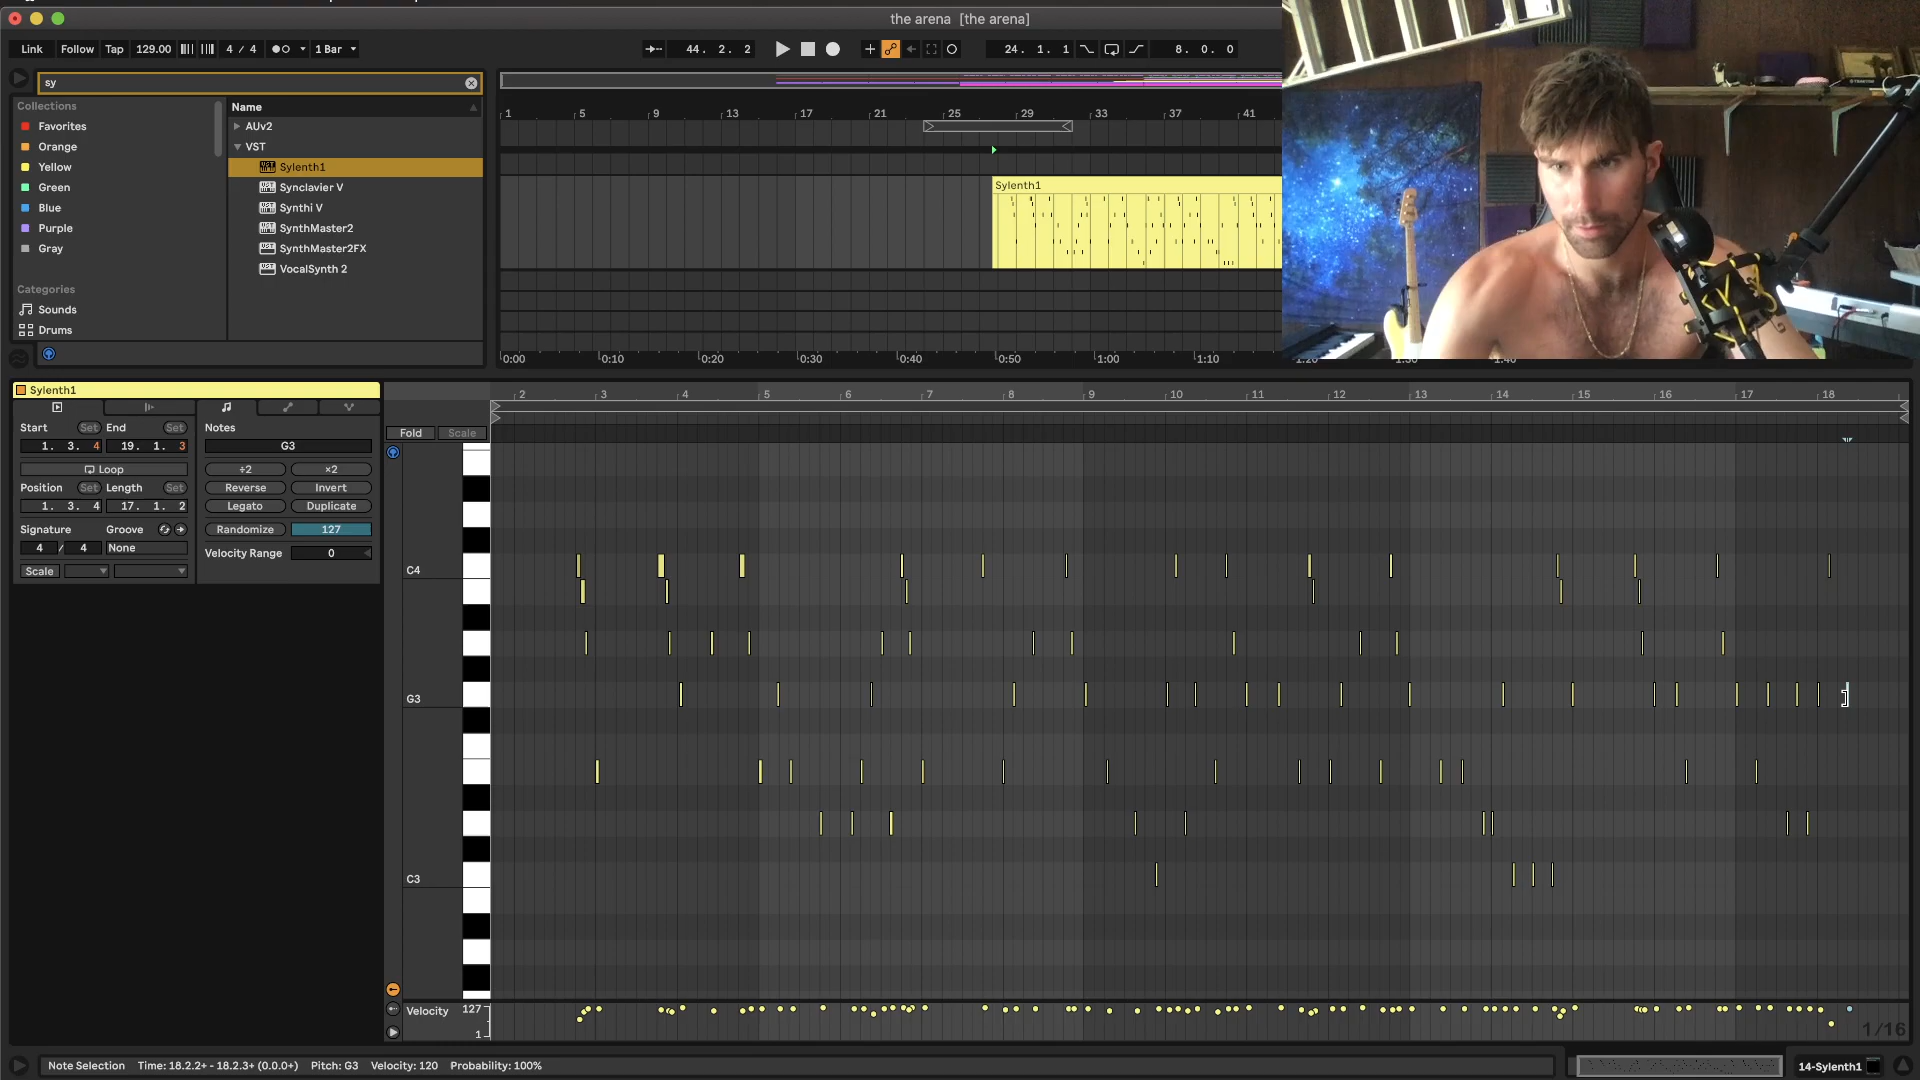 the arena [the arena]
Link Follow Tap 129.00 4 / 4 1 Bar 44. 2. 2 24. 1. 1 8. 0. 0
sy
Collections
Favorites
Orange
Yellow
Green
Blue
Purple
Gray
Categories
Sounds
Drums
Name
AUv2
VST
Sylenth1
Synclavier V
Synthi V
SynthMaster2
SynthMaster2FX
VocalSynth 2
1 5 9 13 17 21 25 29 33 37 41
Sylenth1
0:00 0:10 0:20 0:30 0:40 0:50 1:00 1:10
Sylenth1
Start Set End Set
1. 3. 4 19. 1. 3
Loop
Position Set Length Set
1. 3. 4 17. 1. 2
Signature Groove
4 / 4 None
Scale
Notes
G3
÷2 ×2
Reverse Invert
Legato Duplicate
Randomize 127
Velocity Range 0
2 3 4 5 6 7 8 9 10 11 12 13 14 15 16 17 18
Fold Scale
C4
G3
C3
Velocity 127
1
1/16
Note Selection Time: 18.2.2+ - 18.2.3+ (0.0.0+) Pitch: G3 Velocity: 120 Probability: 100%
14-Sylenth1